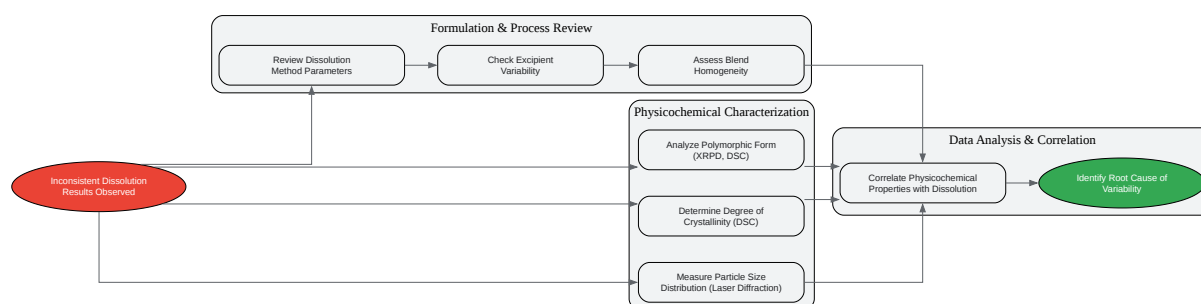 Formulation & Process Review
Review Dissolution
Method Parameters
Check Excipient
Variability
Assess Blend
Homogeneity
Physicochemical Characterization
Analyze Polymorphic Form
(XRPD, DSC)
Determine Degree of
Crystallinity (DSC)
Measure Particle Size
Distribution (Laser Diffraction)
Inconsistent Dissolution
Results Observed
Data Analysis & Correlation
Correlate Physicochemical
Properties with Dissolution
Identify Root Cause of
Variability